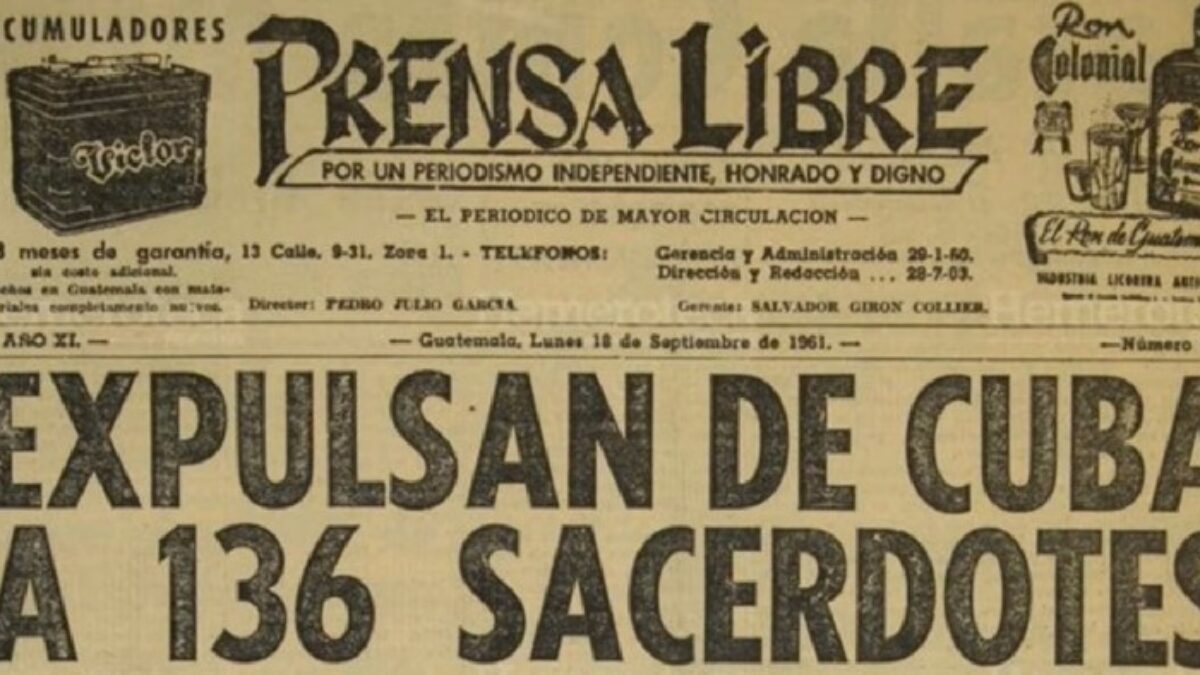 CUMULADORES
Victor
3 meses de garantía,
sin costo adicional.
en Guatemala con mate-
riales completamente nuevos.
PRENSA LIBRE
POR UN PERIODISMO INDEPENDIENTE, HONRADO Y DIGNO
— EL PERIODICO DE MAYOR CIRCULACION —
13 Calle, 9-31, Zona 1. - TELEFONOS:
Gerencia y Administración 29-1-60.
Dirección y Redacción ... 28-7-03.
Director: PEDRO JULIO GARCIA.
Gerente: SALVADOR GIRON COLLIER.
Ron
Colonial
El Ron de Guatema
INDUSTRIA LICORERA
AÑO XI. —
— Guatemala, Lunes 18 de Septiembre de 1961. —
—Número
EXPULSAN DE CUBA
A 136 SACERDOTES